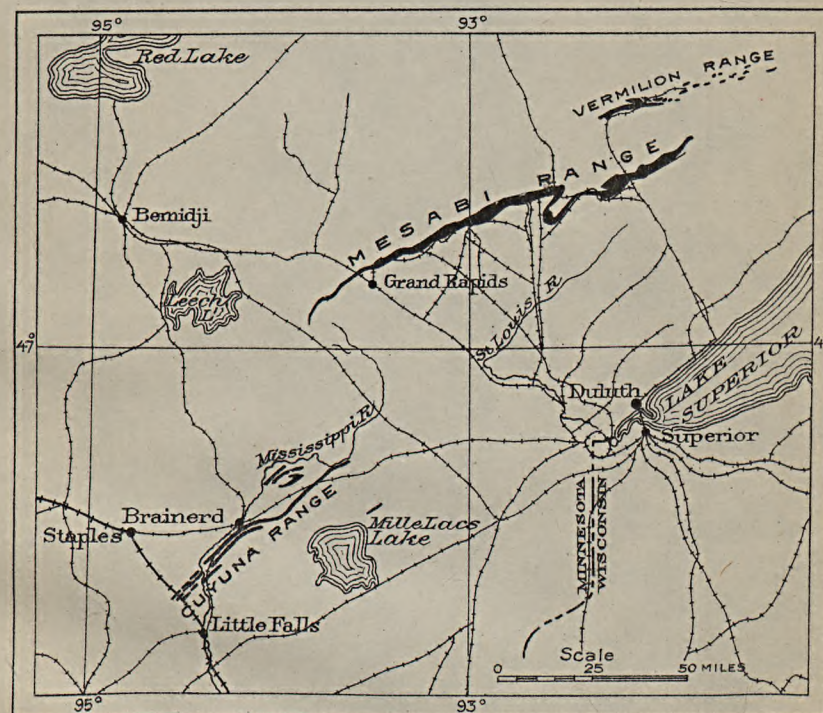 95°
93°
Red Lake
VERMILION RANGE
MESABI RANGE
Bemidji
Grand Rapids
Leech
L.
St Louis R
47°
4
Duluth
LAKE
SUPERIOR
Superior
Mississippi R
Brainerd
Staples
CUYUNA RANGE
Mille Lacs
Lake
MINNESOTA
WISCONSIN
Little Falls
Scale
0 25 50 MILES
95°
93°